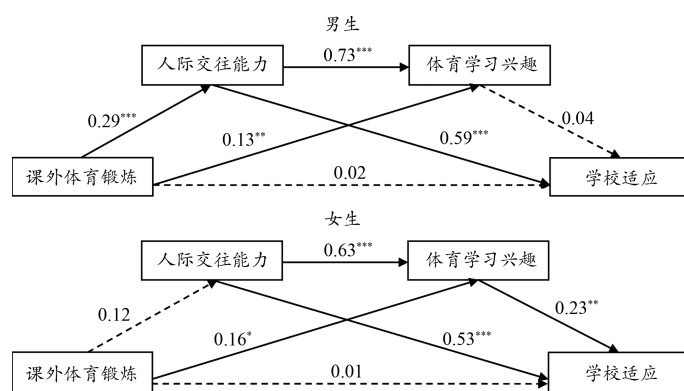 男生
人际交往能力
0.73***
体育学习兴趣
0.29***
0.13**
0.59***
0.04
课外体育锻炼
0.02
学校适应
女生
人际交往能力
0.63***
体育学习兴趣
0.12
0.16*
0.53***
0.23**
课外体育锻炼
0.01
学校适应